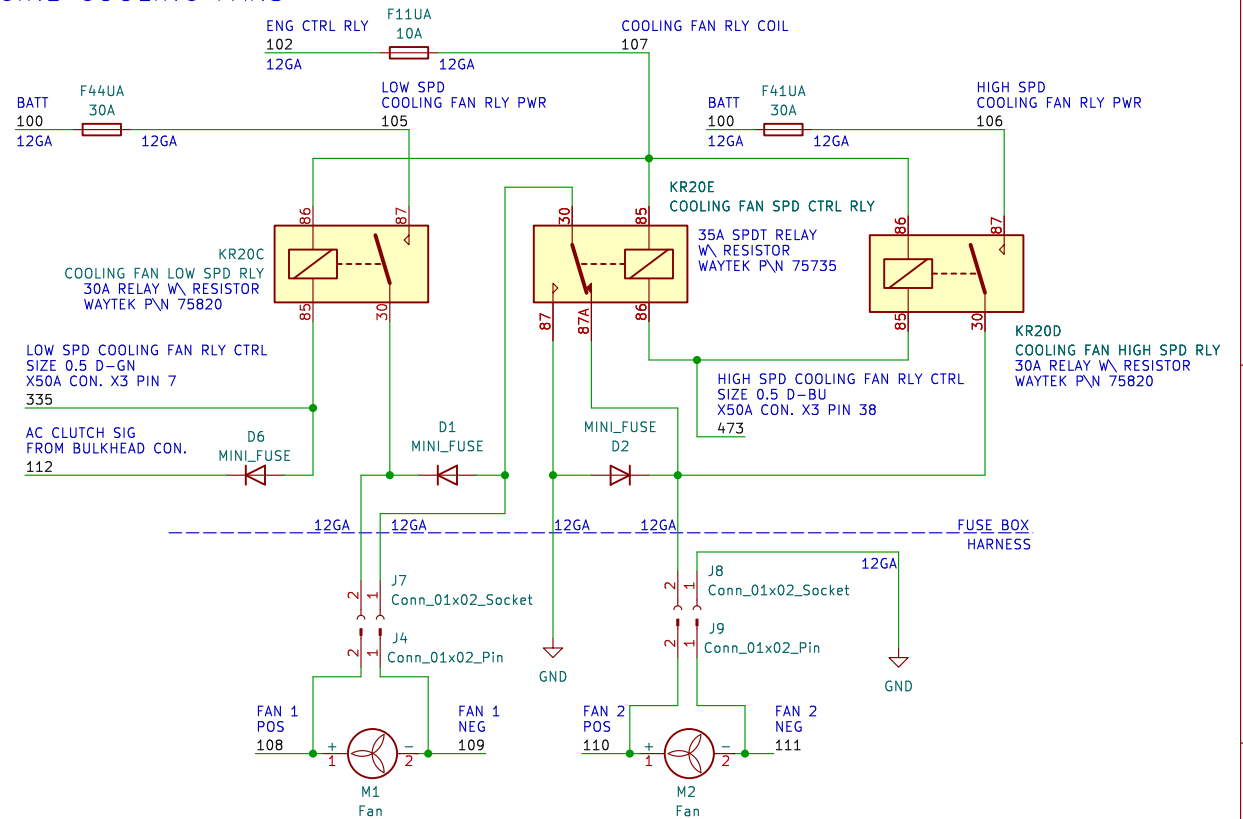 ENG CTRL RLY
102
12GA
F11UA
10A
12GA
COOLING FAN RLY COIL
107
BATT
100
12GA
F44UA
30A
12GA
LOW SPD
COOLING FAN RLY PWR
105
BATT
100
12GA
F41UA
30A
12GA
HIGH SPD
COOLING FAN RLY PWR
106
86
87
85
30
KR20C
COOLING FAN LOW SPD RLY
30A RELAY W\ RESISTOR
WAYTEK P\N 75820
30
85
87
87A
86
KR20E
COOLING FAN SPD CTRL RLY
35A SPDT RELAY
W\ RESISTOR
WAYTEK P\N 75735
86
87
85
30
KR20D
COOLING FAN HIGH SPD RLY
30A RELAY W\ RESISTOR
WAYTEK P\N 75820
LOW SPD COOLING FAN RLY CTRL
SIZE 0.5 D-GN
X50A CON. X3 PIN 7
335
HIGH SPD COOLING FAN RLY CTRL
SIZE 0.5 D-BU
X50A CON. X3 PIN 38
473
AC CLUTCH SIG
FROM BULKHEAD CON.
112
D6
MINI_FUSE
D1
MINI_FUSE
MINI_FUSE
D2
12GA
12GA
12GA
12GA
FUSE BOX
HARNESS
12GA
2
1
J7
Conn_01x02_Socket
2
1
J4
Conn_01x02_Pin
2
1
J8
Conn_01x02_Socket
2
1
J9
Conn_01x02_Pin
GND
GND
FAN 1
POS
108
+
1
−
2
FAN 1
NEG
109
M1
Fan
FAN 2
POS
110
+
1
−
2
FAN 2
NEG
111
M2
Fan